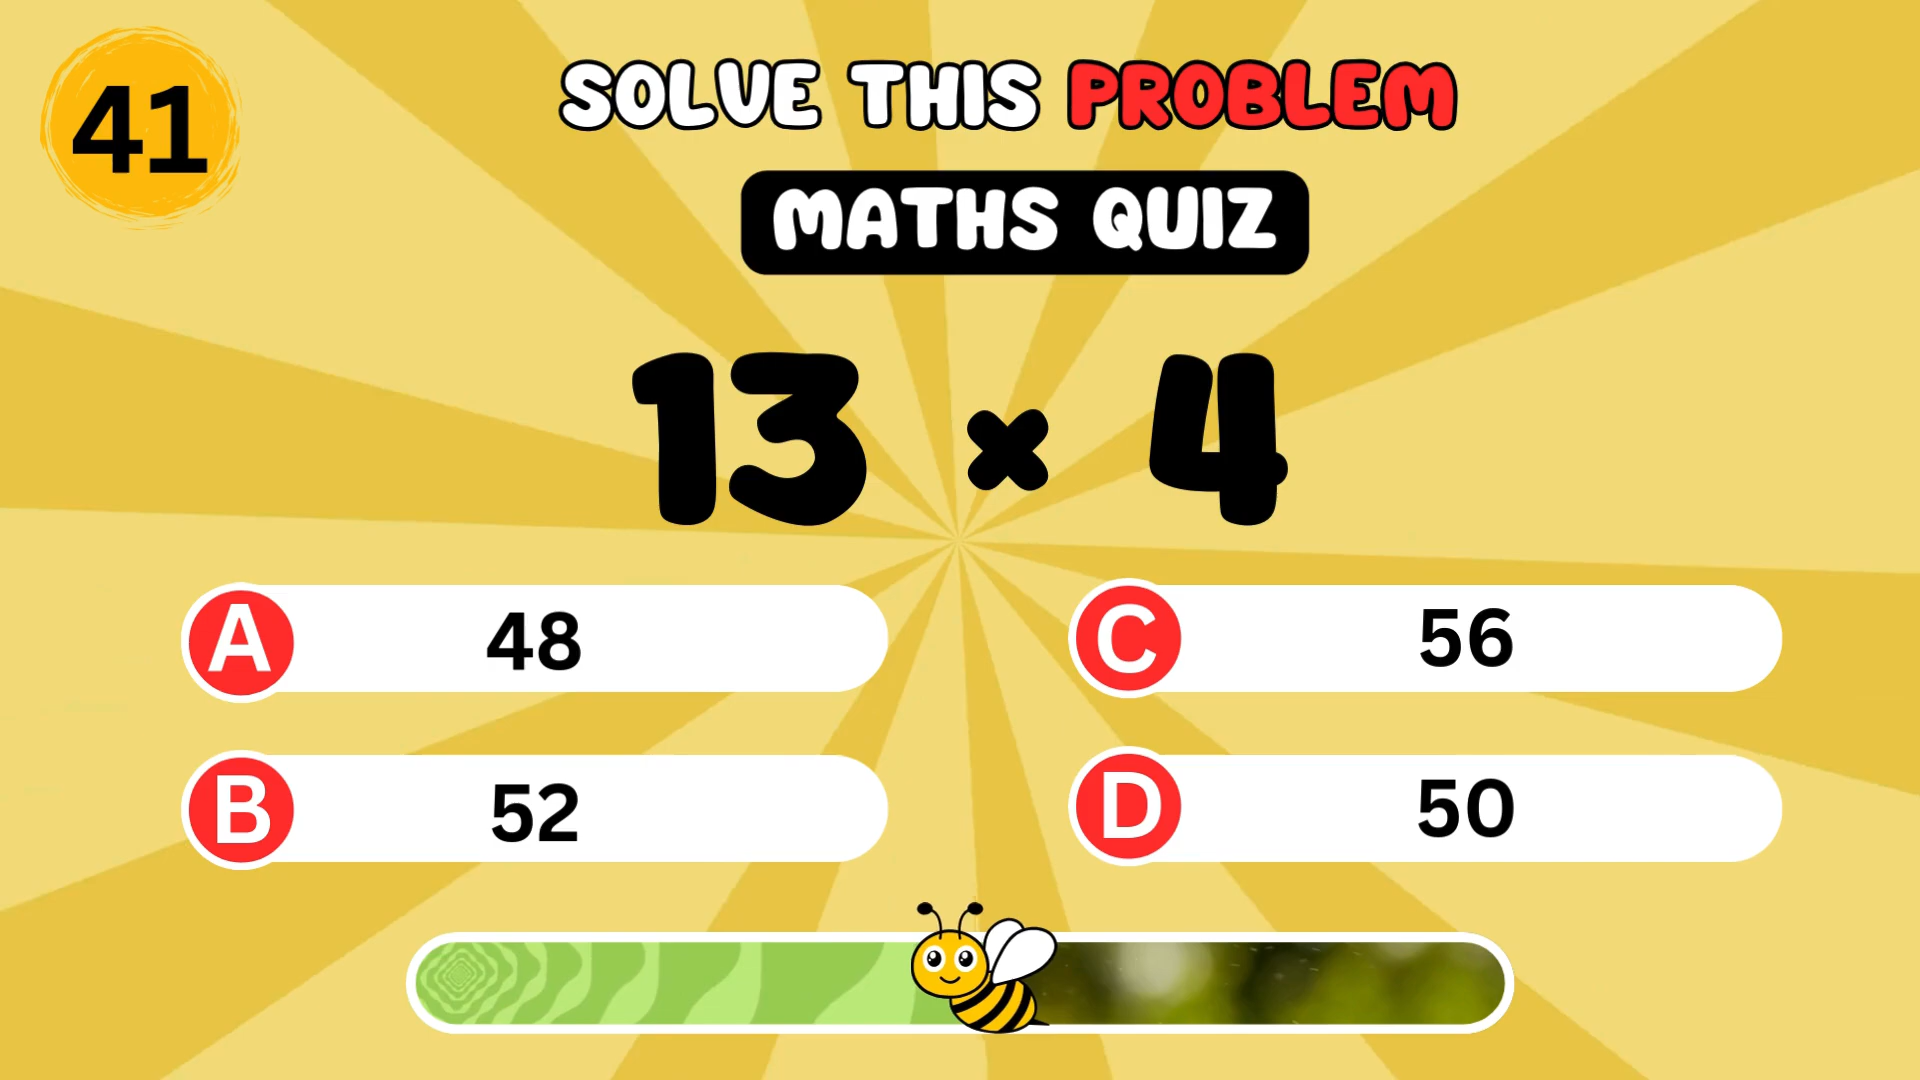 41
SOLVE THIS PROBLEM
MATHS QUIZ
13 × 4
A 48
C 56
B 52
D 50